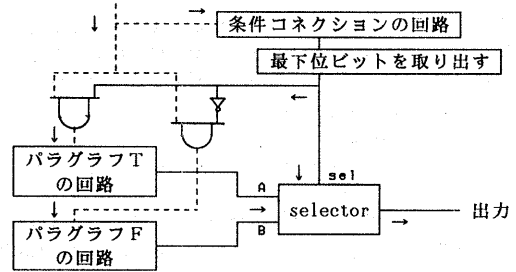 条件コネクションの回路
最下位ビットを取り出す
パラグラフT
の回路
sel
A
selector
出力
B
パラグラフF
の回路